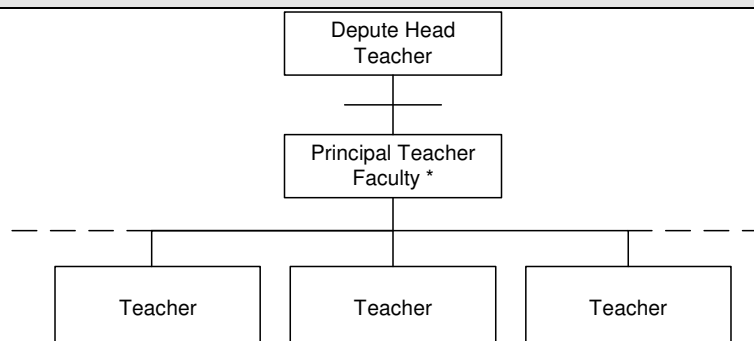 Depute Head
Teacher
Principal Teacher
Faculty *
Teacher
Teacher
Teacher